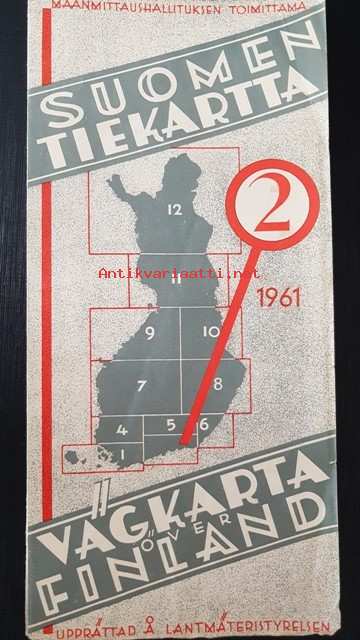 MAANMITTAUSHALLITUKSEN TOIMITTAMA
SUOMEN
TIEKARTTA
2
12
Antikvariaatti.net
11
1961
9
10
7
8
4
5
6
1
VÄGKARTA
ÖVER
FINLAND
UPPRÄTTAD Å LANTMÄTERISTYRELSEN